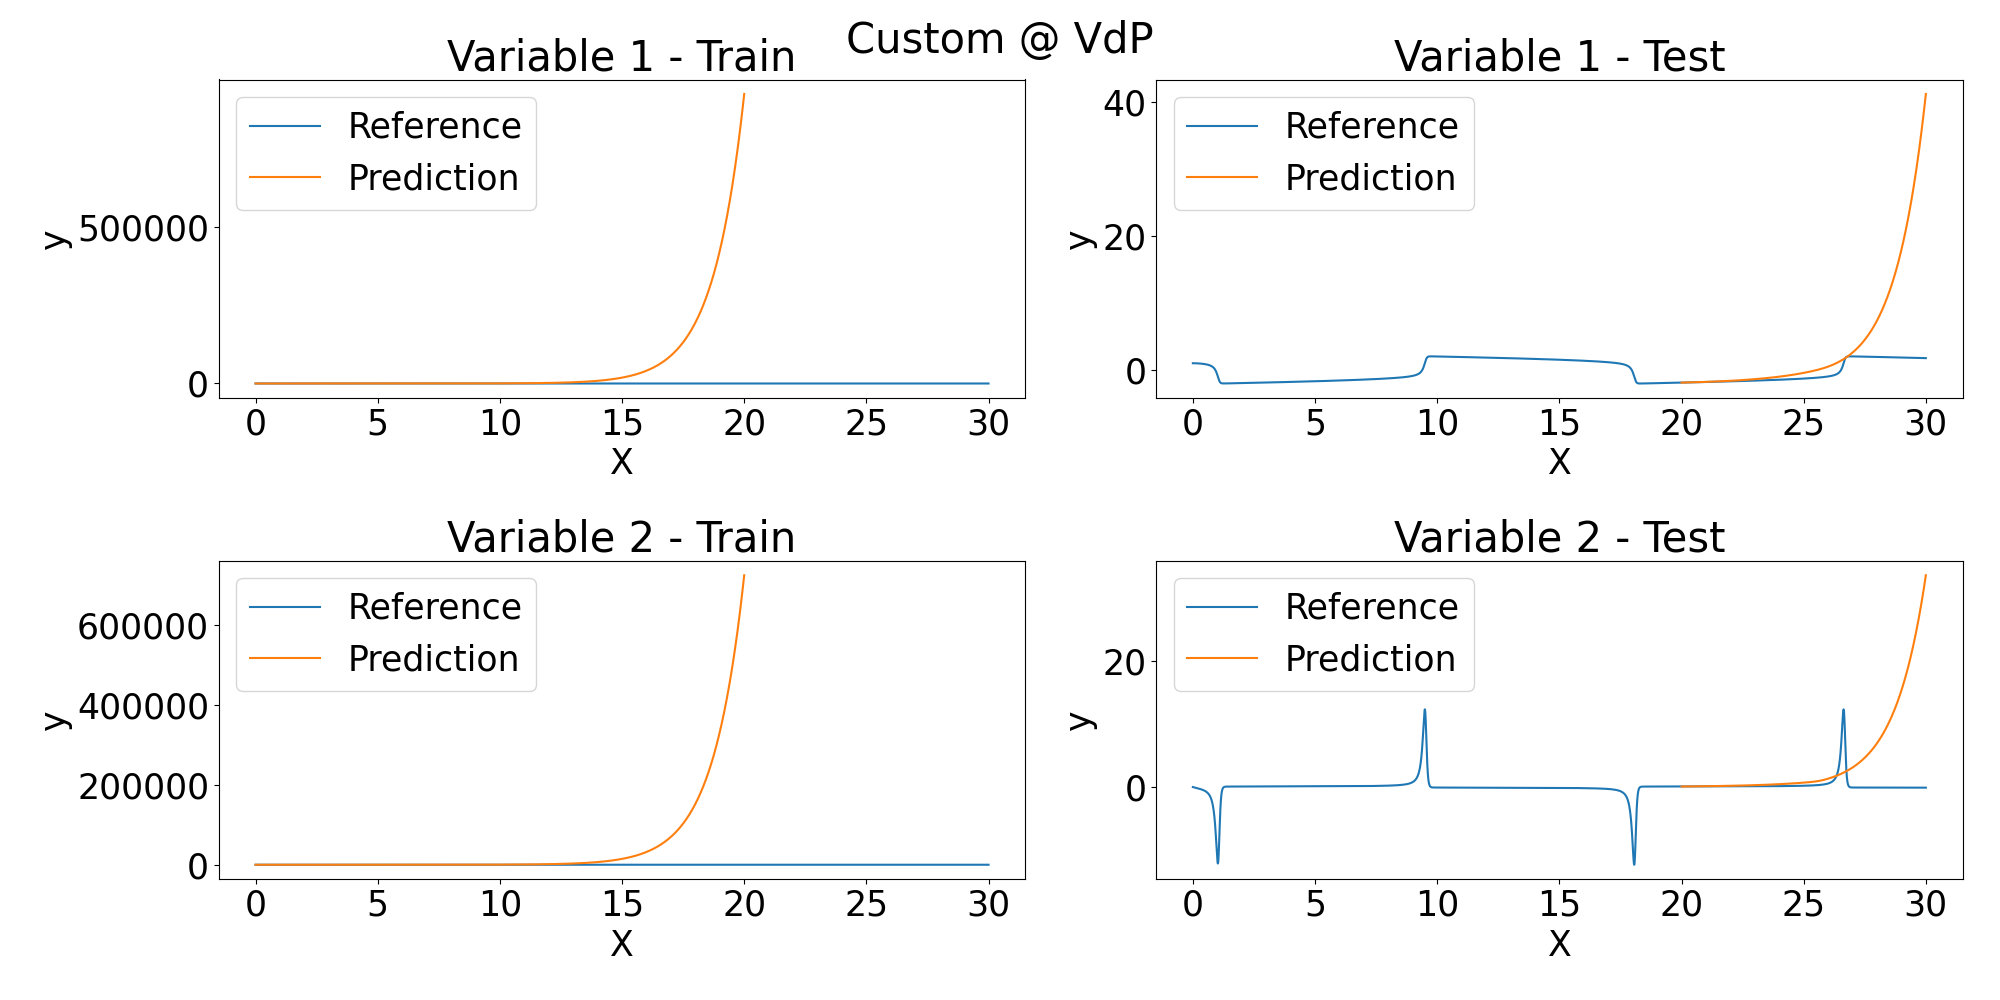 Custom @ VdP
Variable 1 - Train
Reference
Prediction
500000
0
y
0 5 10 15 20 25 30
X
Variable 1 - Test
Reference
Prediction
40
20
0
y
0 5 10 15 20 25 30
X
Variable 2 - Train
Reference
Prediction
600000
400000
200000
0
y
0 5 10 15 20 25 30
X
Variable 2 - Test
Reference
Prediction
20
0
y
0 5 10 15 20 25 30
X